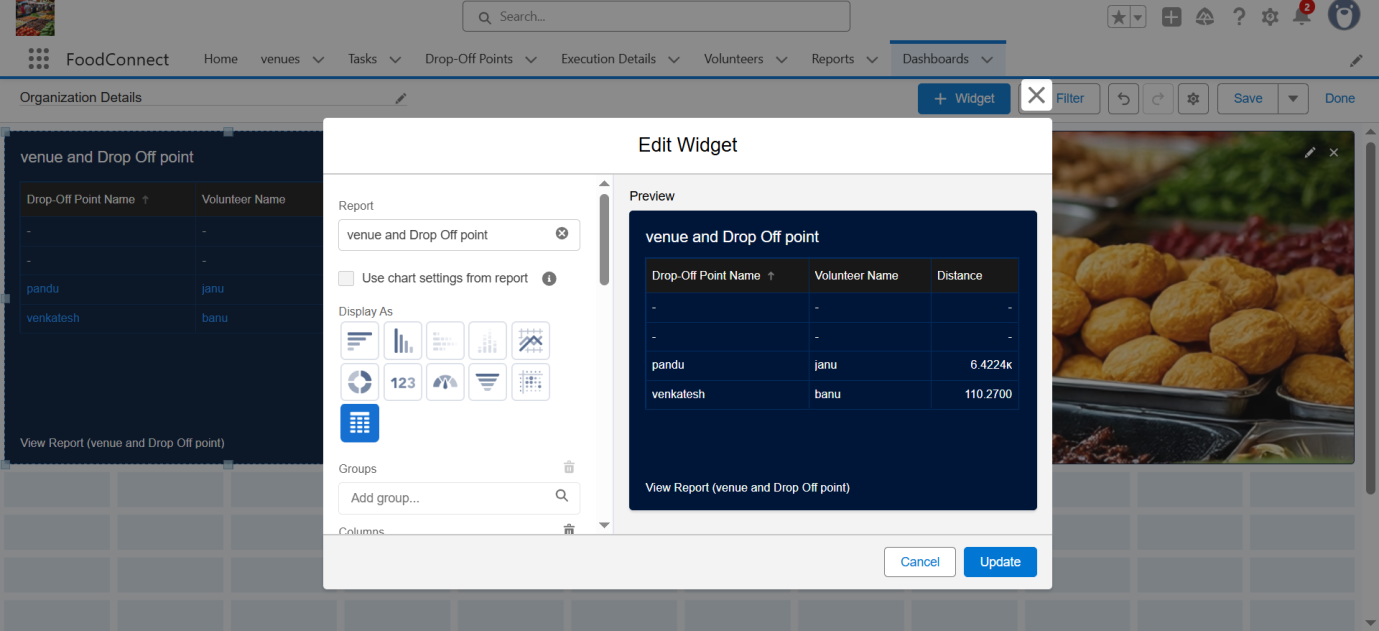 Search...
2
FoodConnect
Home
venues
Tasks
Drop-Off Points
Execution Details
Volunteers
Reports
Dashboards
Organization Details
+ Widget
Filter
Save
Done
venue and Drop Off point
Drop-Off Point Name ↑ Volunteer Name
- -
- -
pandu janu
venkatesh banu
View Report (venue and Drop Off point)
Edit Widget
Report
venue and Drop Off point
Use chart settings from report
Display As
123
Groups
Add group...
Columns
Preview
venue and Drop Off point
Drop-Off Point Name ↑ Volunteer Name Distance
- - -
- - -
pandu janu 6.4224ĸ
venkatesh banu 110.2700
View Report (venue and Drop Off point)
Cancel
Update